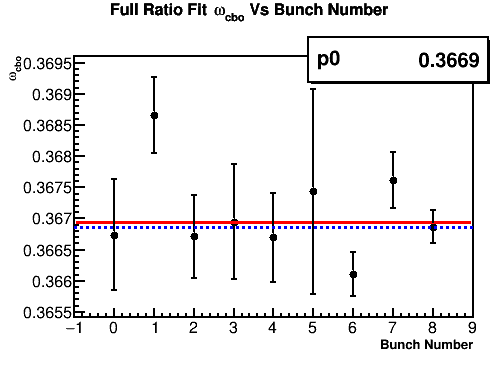 Full Ratio Fit ω_cbo Vs Bunch Number
p0 0.3669
ω_cbo
0.3695
0.369
0.3685
0.368
0.3675
0.367
0.3665
0.366
0.3655
−1 0 1 2 3 4 5 6 7 8 9
Bunch Number